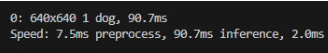 0: 640x640 1 dog, 90.7ms
Speed: 7.5ms preprocess, 90.7ms inference, 2.0ms